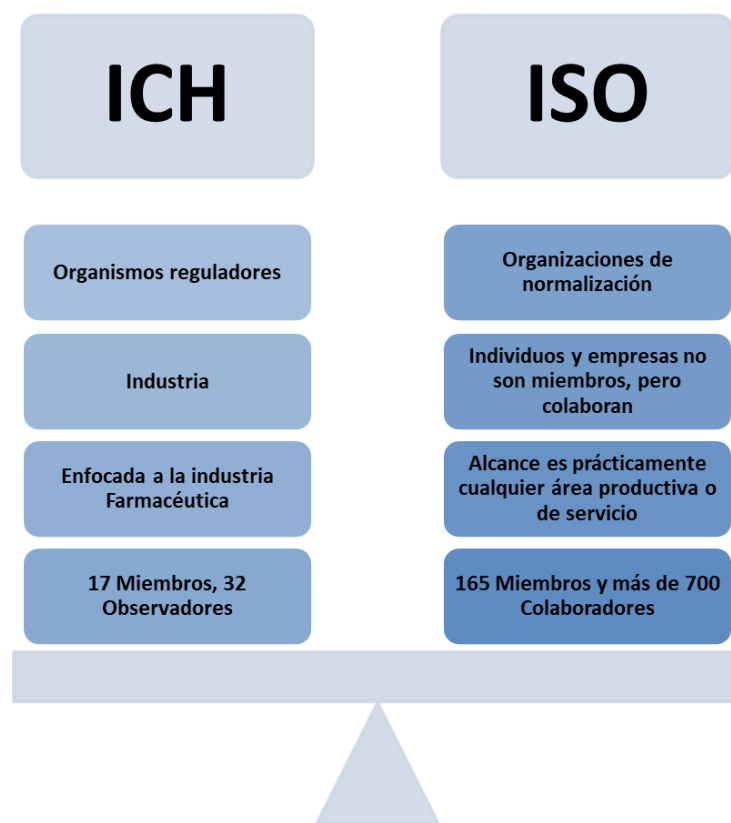 ICH
Organismos reguladores
Industria
Enfocada a la industria
Farmacéutica
17 Miembros, 32
Observadores
ISO
Organizaciones de
normalización
Individuos y empresas no
son miembros, pero
colaboran
Alcance es prácticamente
cualquier área productiva o
de servicio
165 Miembros y más de 700
Colaboradores